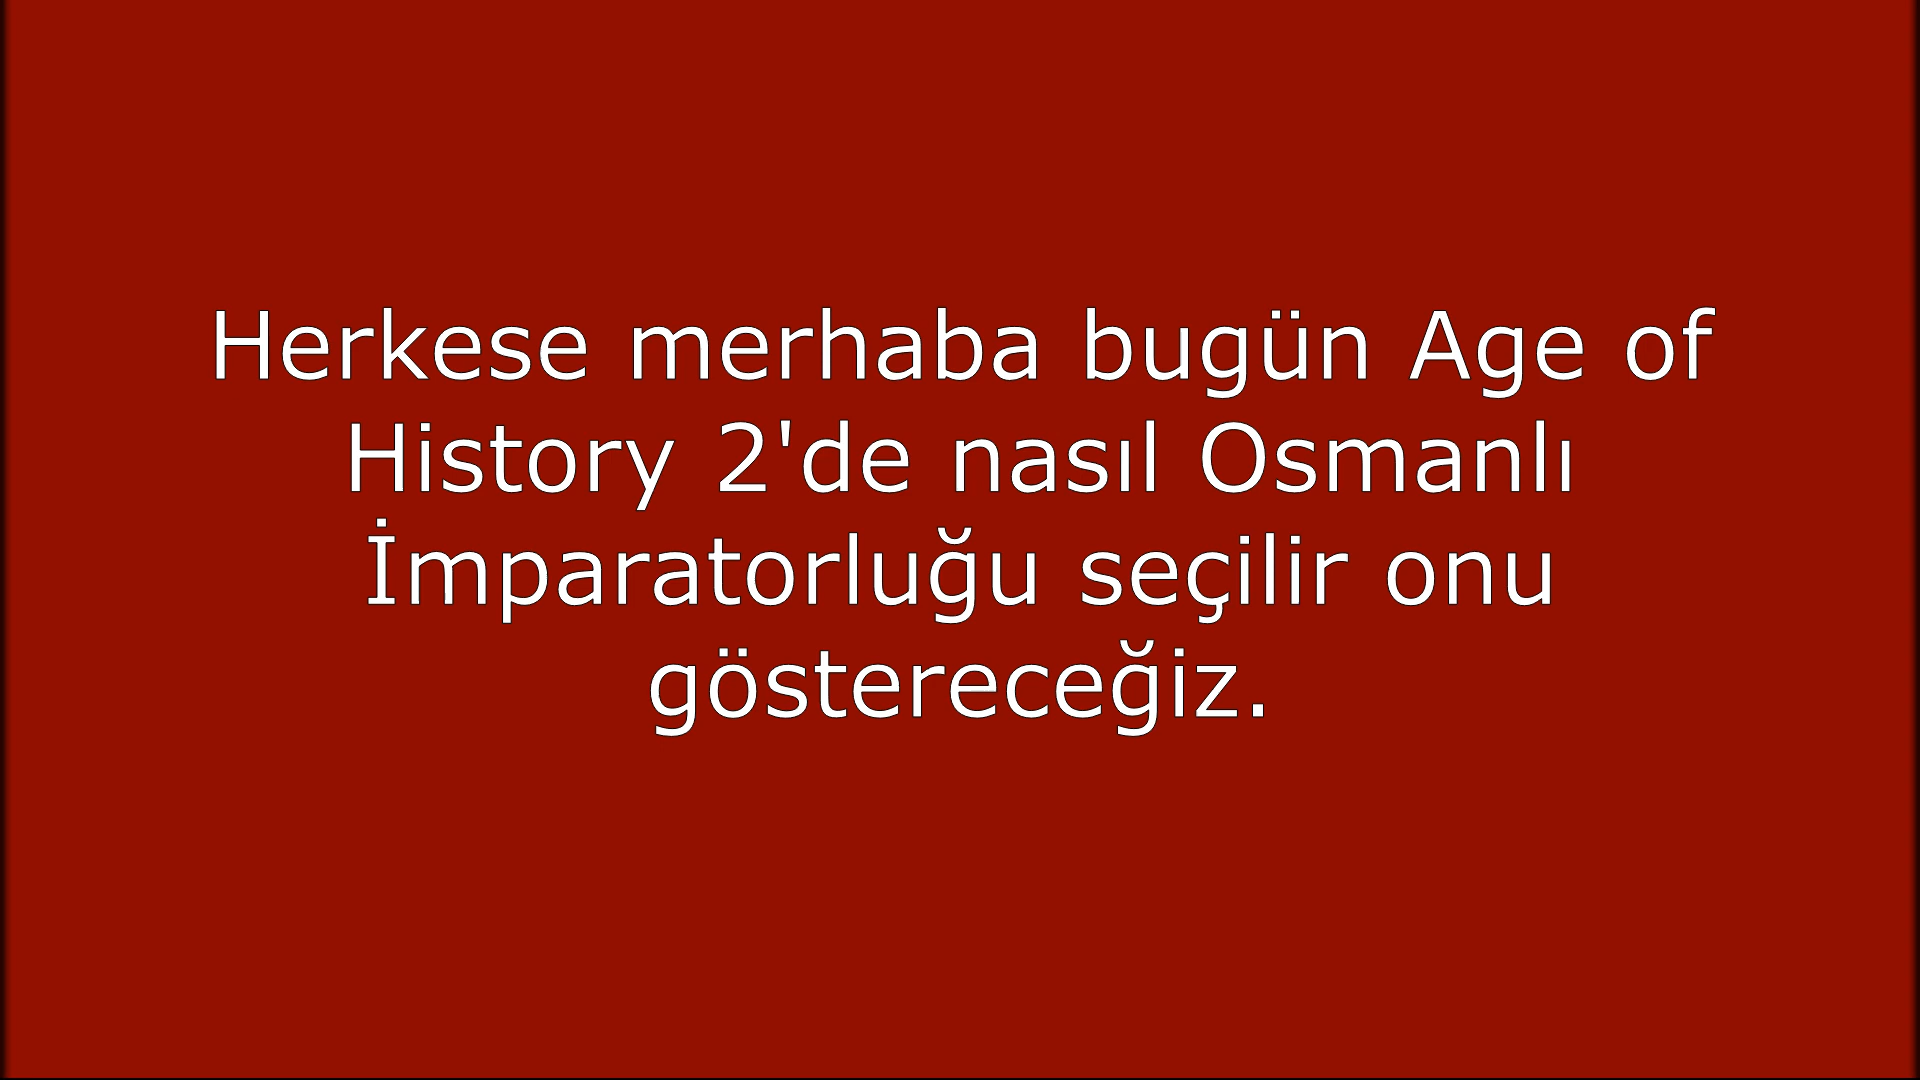 Herkese merhaba bugün Age of
History 2'de nasıl Osmanlı
İmparatorluğu seçilir onu
göstereceğiz.